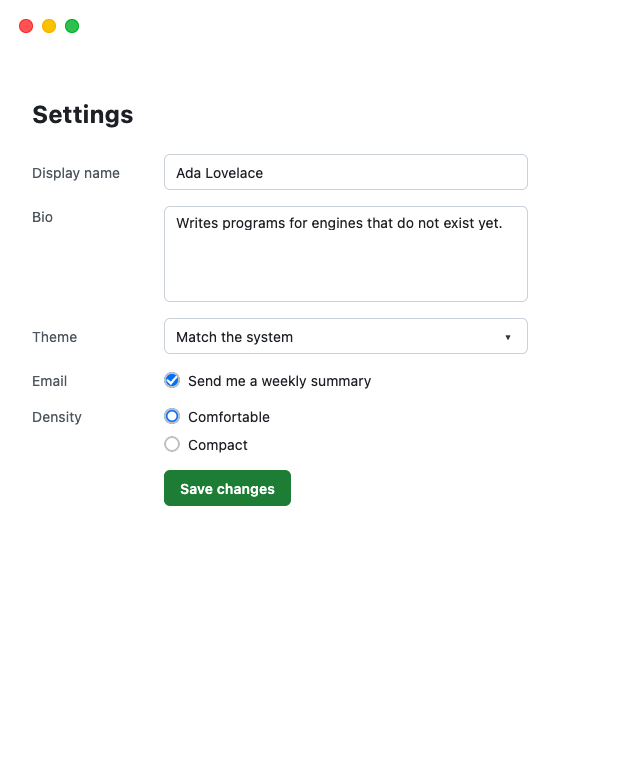 Settings
Display name
Ada Lovelace
Bio
Writes programs for engines that do not exist yet.
Theme
Match the system
Email
Send me a weekly summary
Density
Comfortable
Compact
Save changes